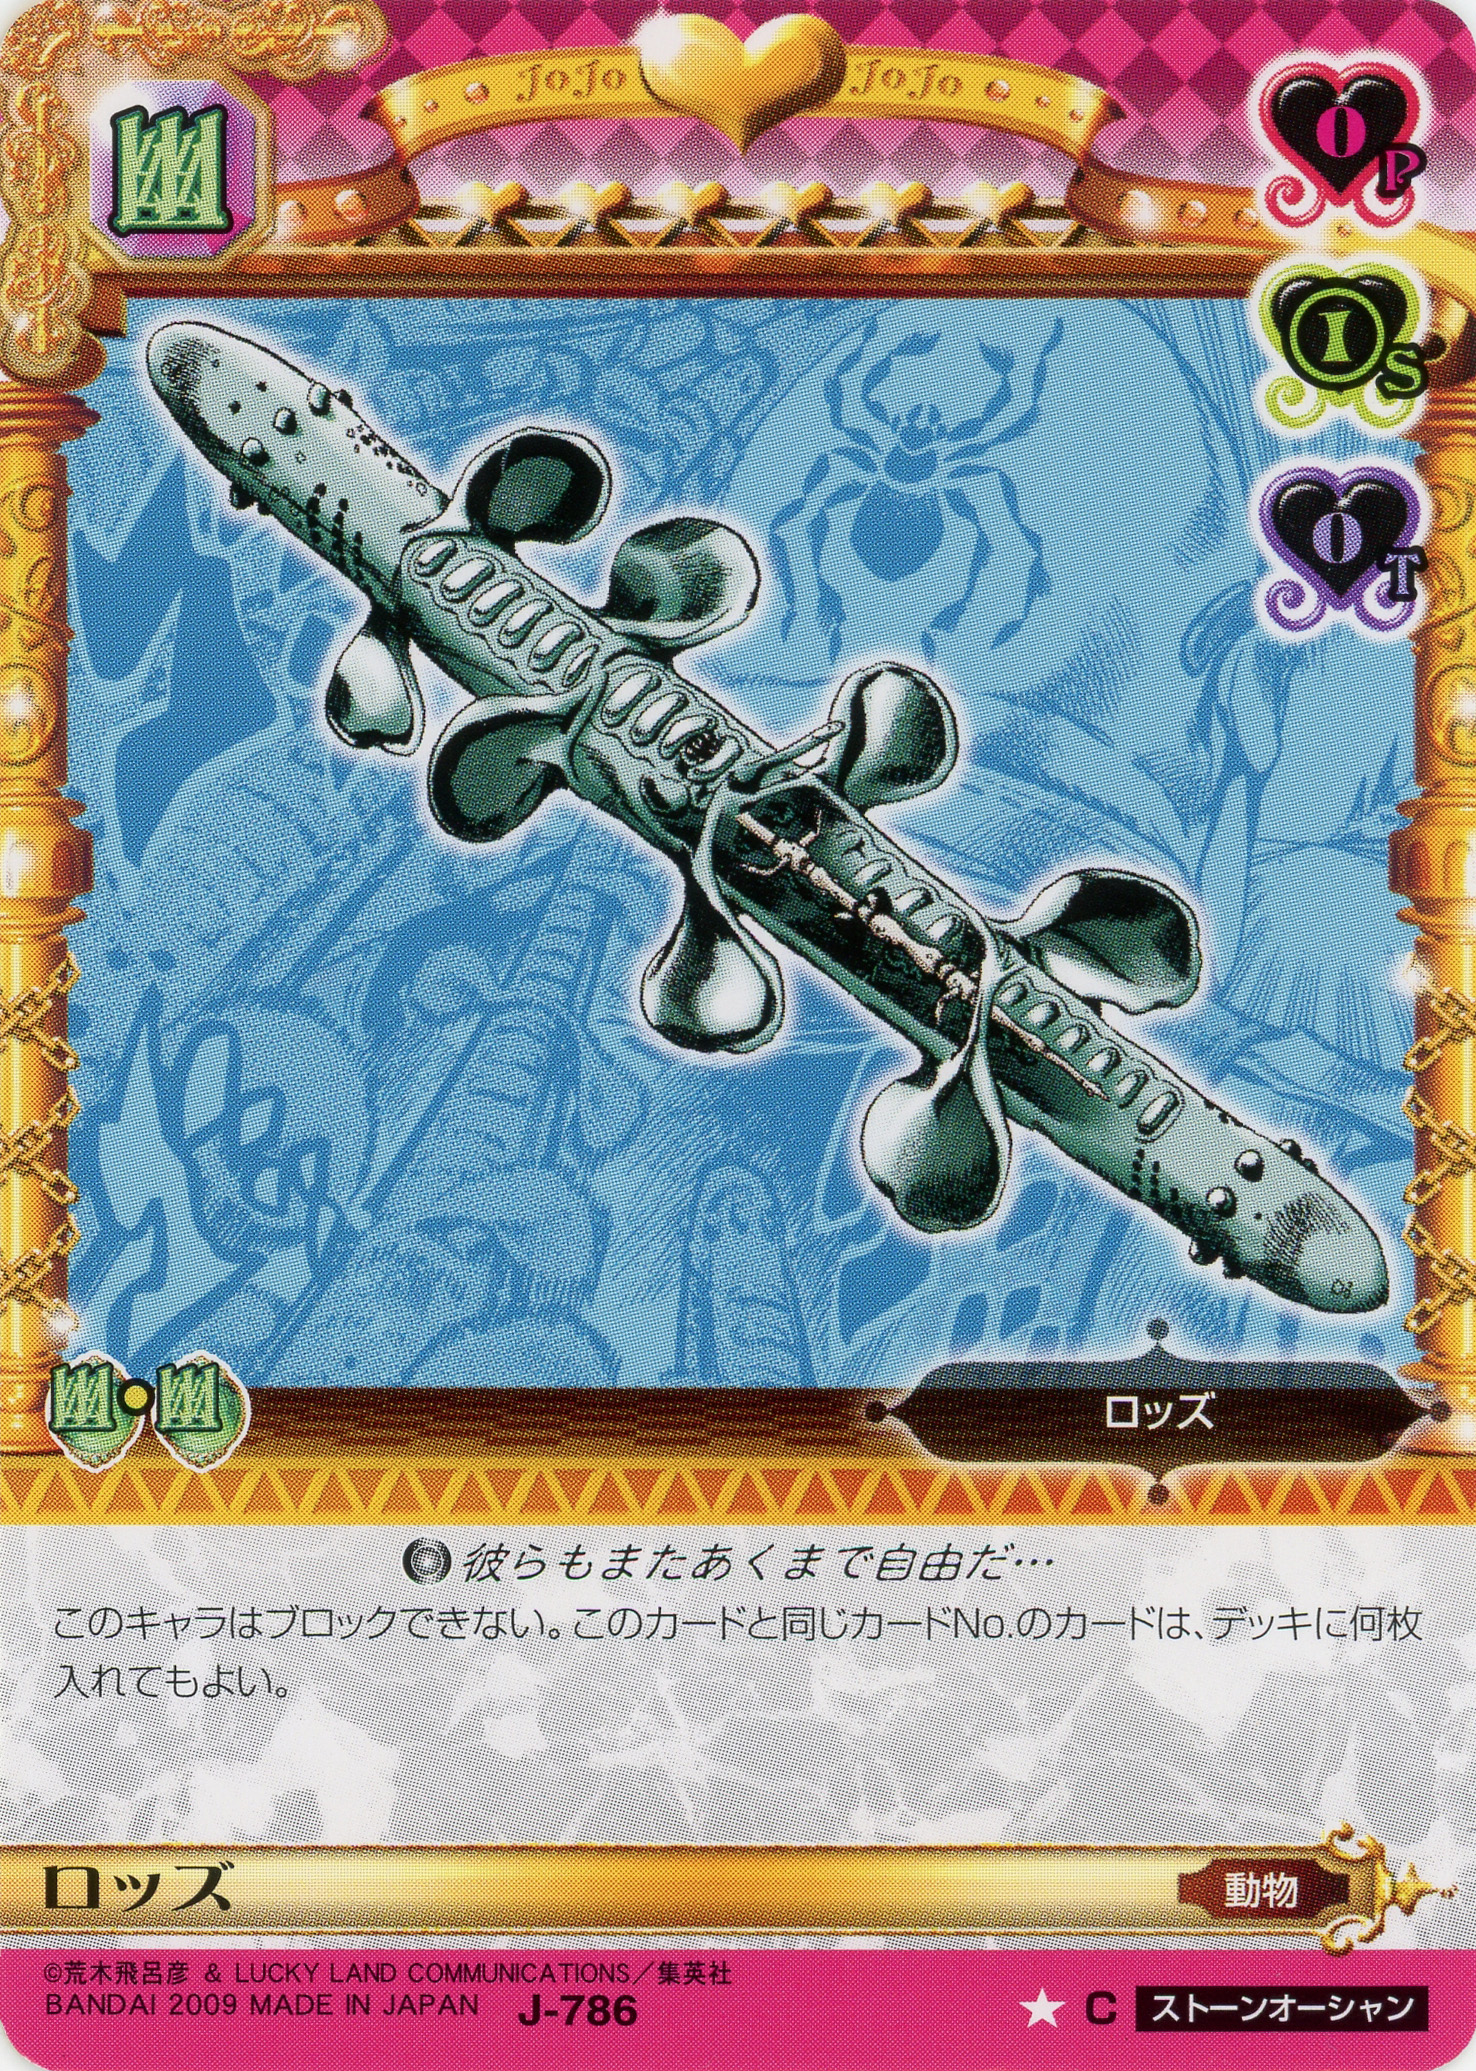 JoJo JoJo
0 P
1 S
0 T
ロッズ
彼らもまたあくまで自由だ…
このキャラはブロックできない。このカードと同じカードNo.のカードは、デッキに何枚
入れてもよい。
ロッズ
動物
©荒木飛呂彦 & LUCKY LAND COMMUNICATIONS/集英社
BANDAI 2009 MADE IN JAPAN J-786
★ C ストーンオーシャン